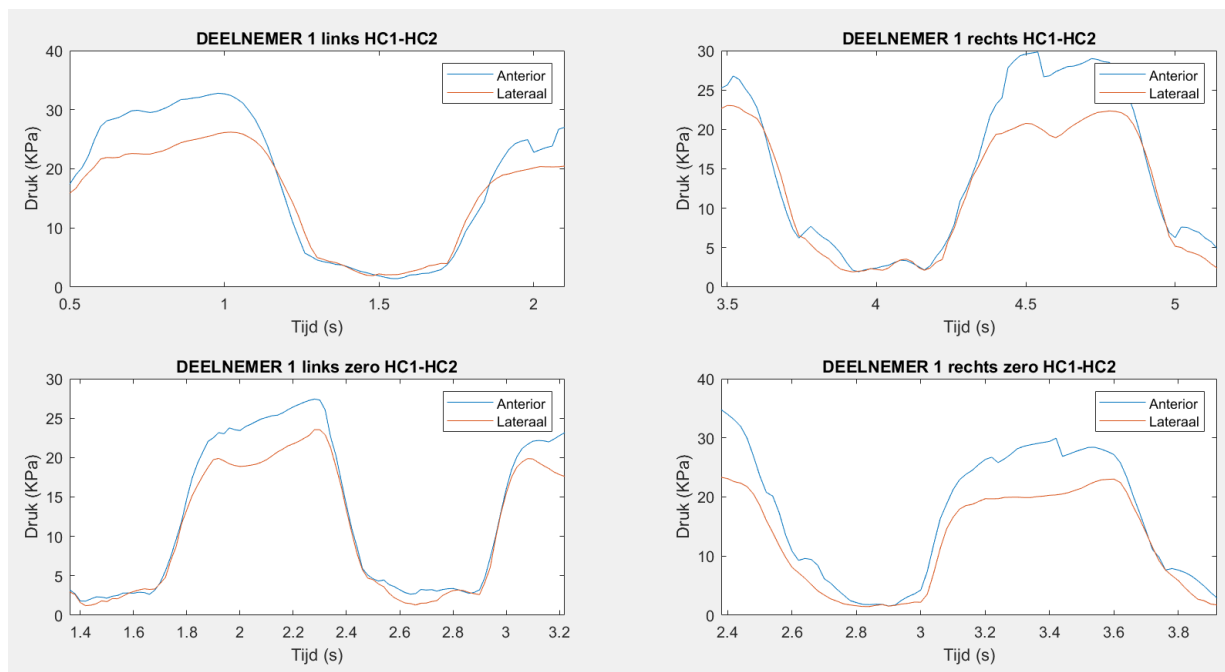 DEELNEMER 1 links HC1-HC2
40
30
20
10
0
Druk (KPa)
0.5
1
1.5
2
Tijd (s)
Anterior
Lateraal
DEELNEMER 1 rechts HC1-HC2
30
25
20
15
10
5
0
Druk (KPa)
3.5
4
4.5
5
Tijd (s)
Anterior
Lateraal
DEELNEMER 1 links zero HC1-HC2
30
25
20
15
10
5
0
Druk (KPa)
1.4
1.6
1.8
2
2.2
2.4
2.6
2.8
3
3.2
Tijd (s)
Anterior
Lateraal
DEELNEMER 1 rechts zero HC1-HC2
40
30
20
10
0
Druk (KPa)
2.4
2.6
2.8
3
3.2
3.4
3.6
3.8
Tijd (s)
Anterior
Lateraal